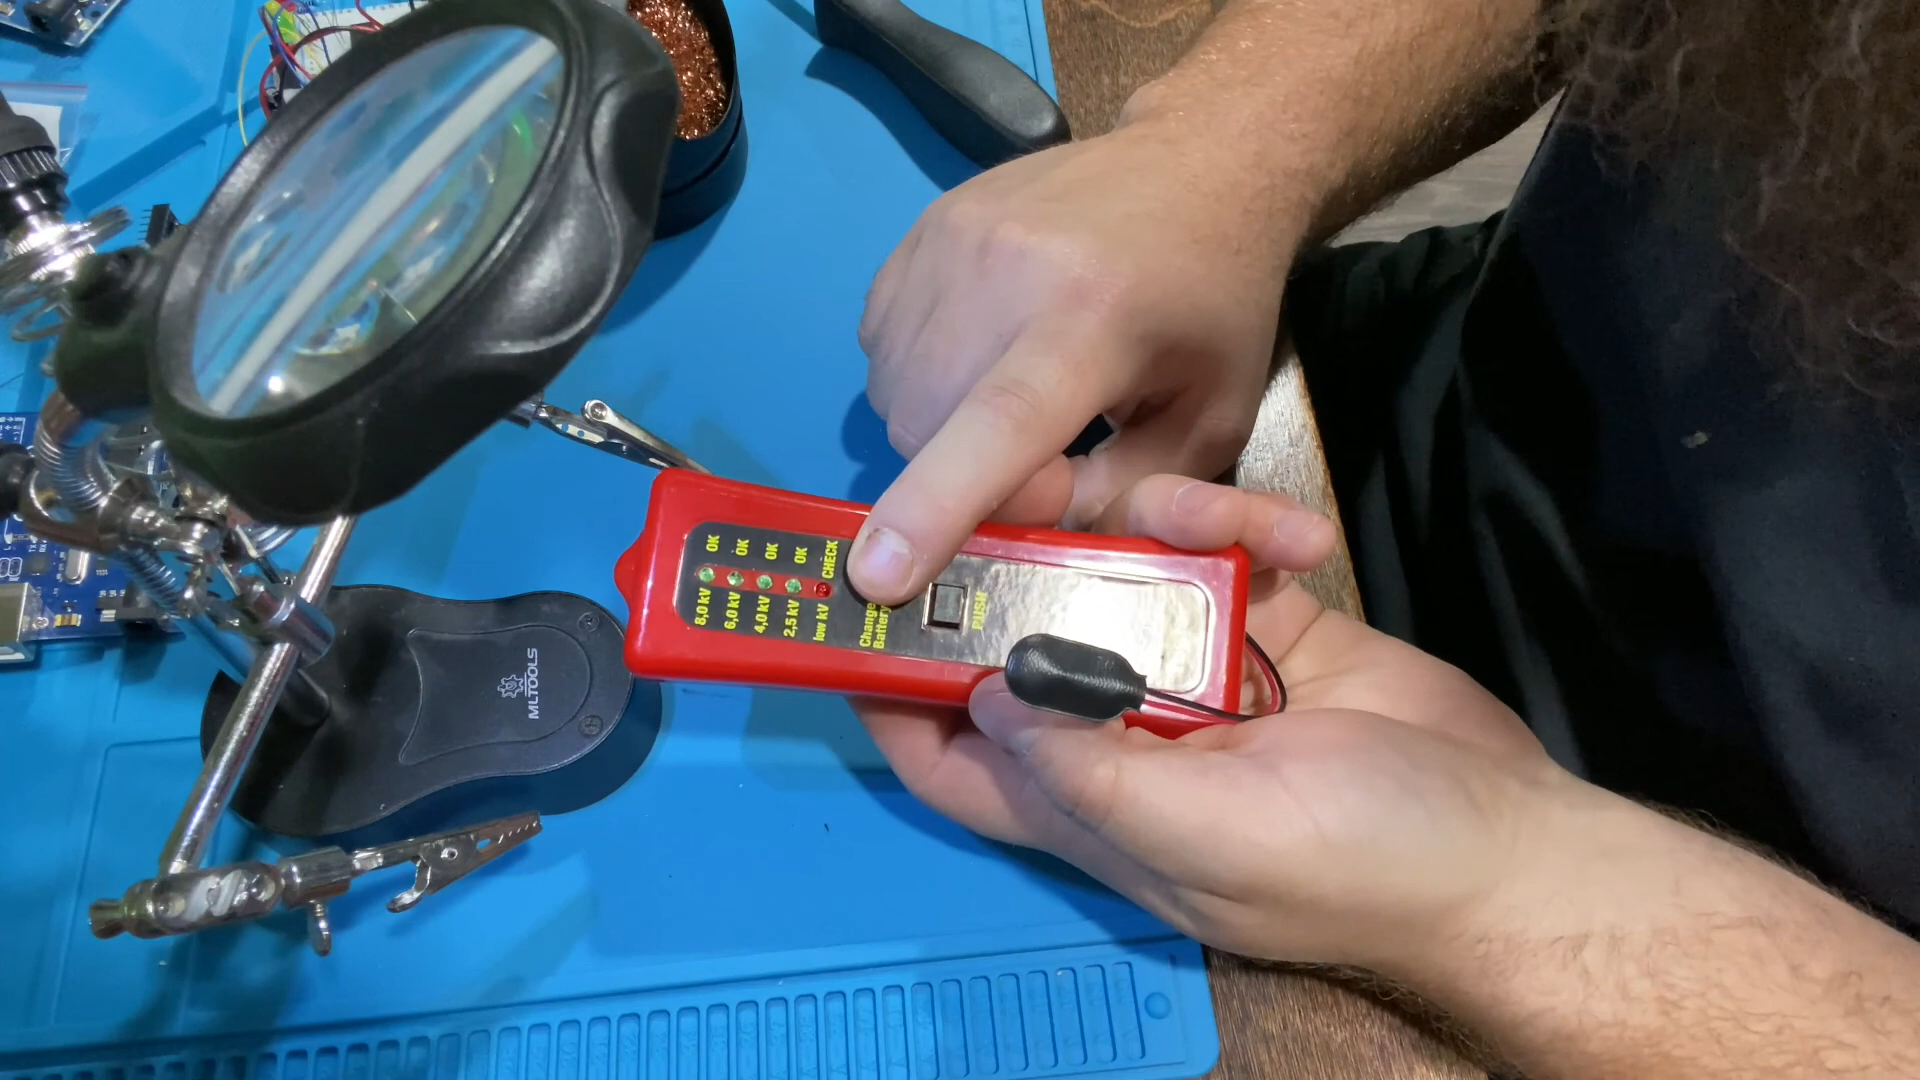 8,0 kV OK
6,0 kV OK
4,0 kV OK
2,5 kV OK
low kV CHECK
Change
Battery
PUSH
MLTOOLS